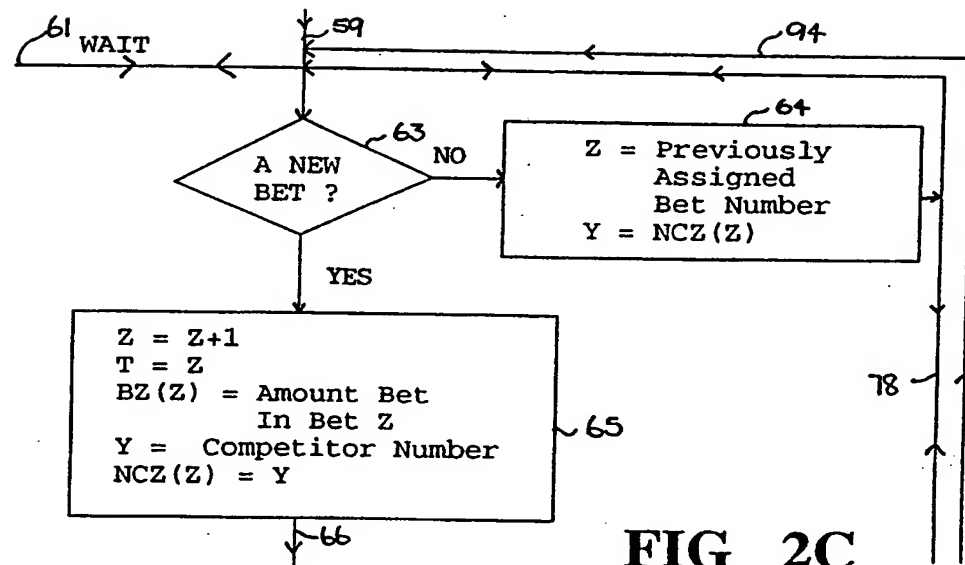 59
61 WAIT
94
63
A NEW
BET ?
NO
64
Z = Previously
Assigned
Bet Number
Y = NCZ(Z)
YES
Z = Z+1
T = Z
BZ(Z) = Amount Bet
In Bet Z
Y = Competitor Number
NCZ(Z) = Y
65
78
66
FIG 2C